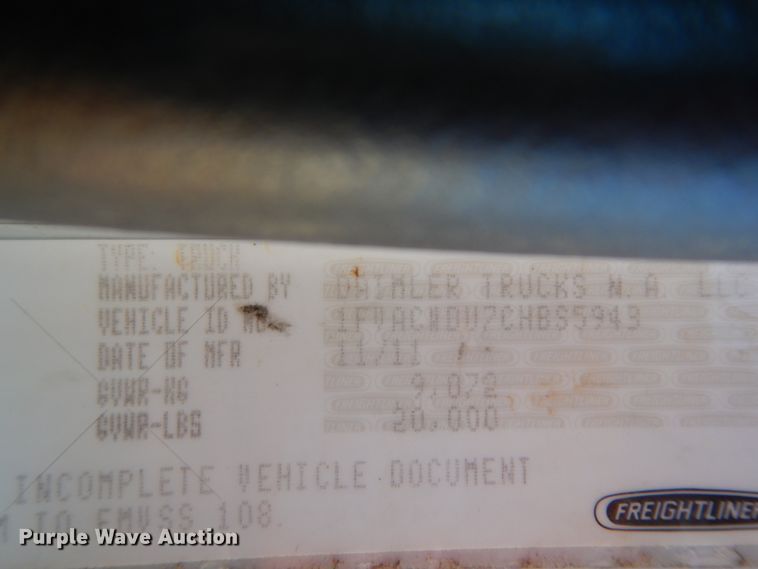 TYPE: TRUCK
MANUFACTURED BY DAIMLER TRUCKS N.A. LLC
VEHICLE ID NO. 1FVACWDU7CHBS5943
DATE OF MFR 11/11
GVWR-KG 9,072
GVWR-LBS 20,000
INCOMPLETE VEHICLE DOCUMENT
TO FMVSS 108.
FREIGHTLINER
Purple Wave Auction